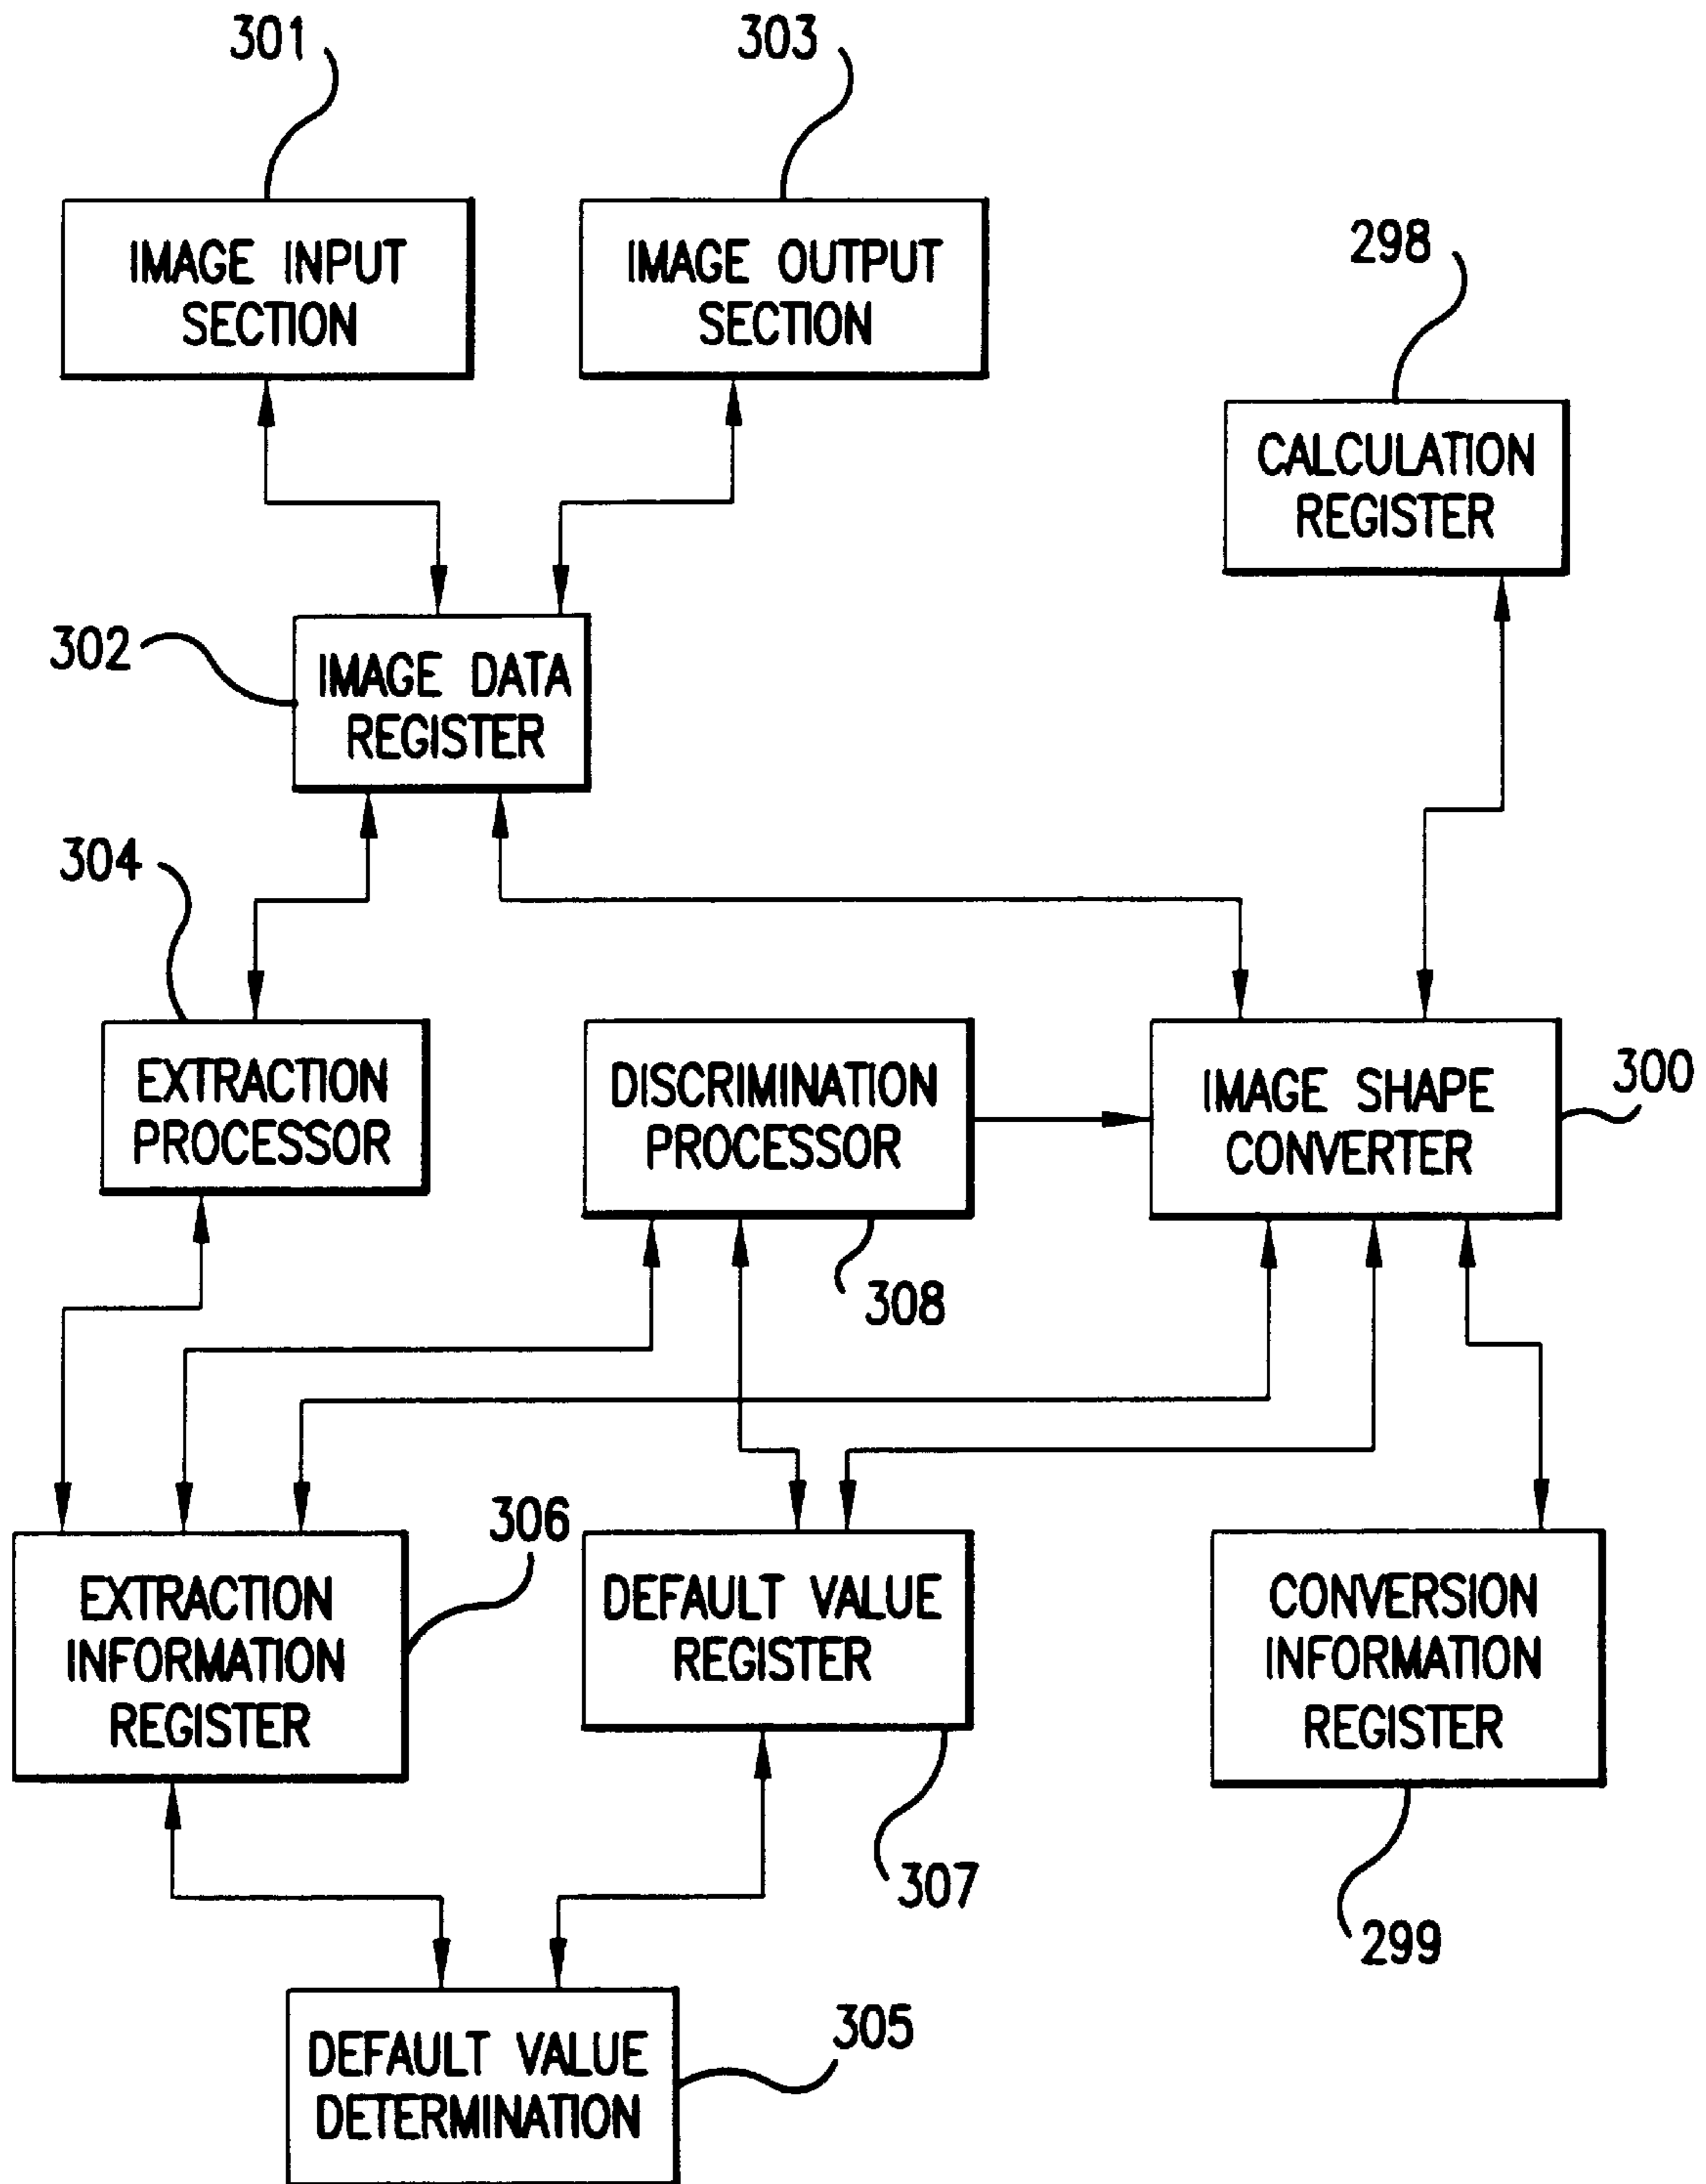 301
303
IMAGE INPUT
SECTION
IMAGE OUTPUT
SECTION
298
CALCULATION
REGISTER
302
IMAGE DATA
REGISTER
304
EXTRACTION
PROCESSOR
DISCRIMINATION
PROCESSOR
IMAGE SHAPE
CONVERTER
300
308
306
EXTRACTION
INFORMATION
REGISTER
DEFAULT VALUE
REGISTER
CONVERSION
INFORMATION
REGISTER
307
299
305
DEFAULT VALUE
DETERMINATION